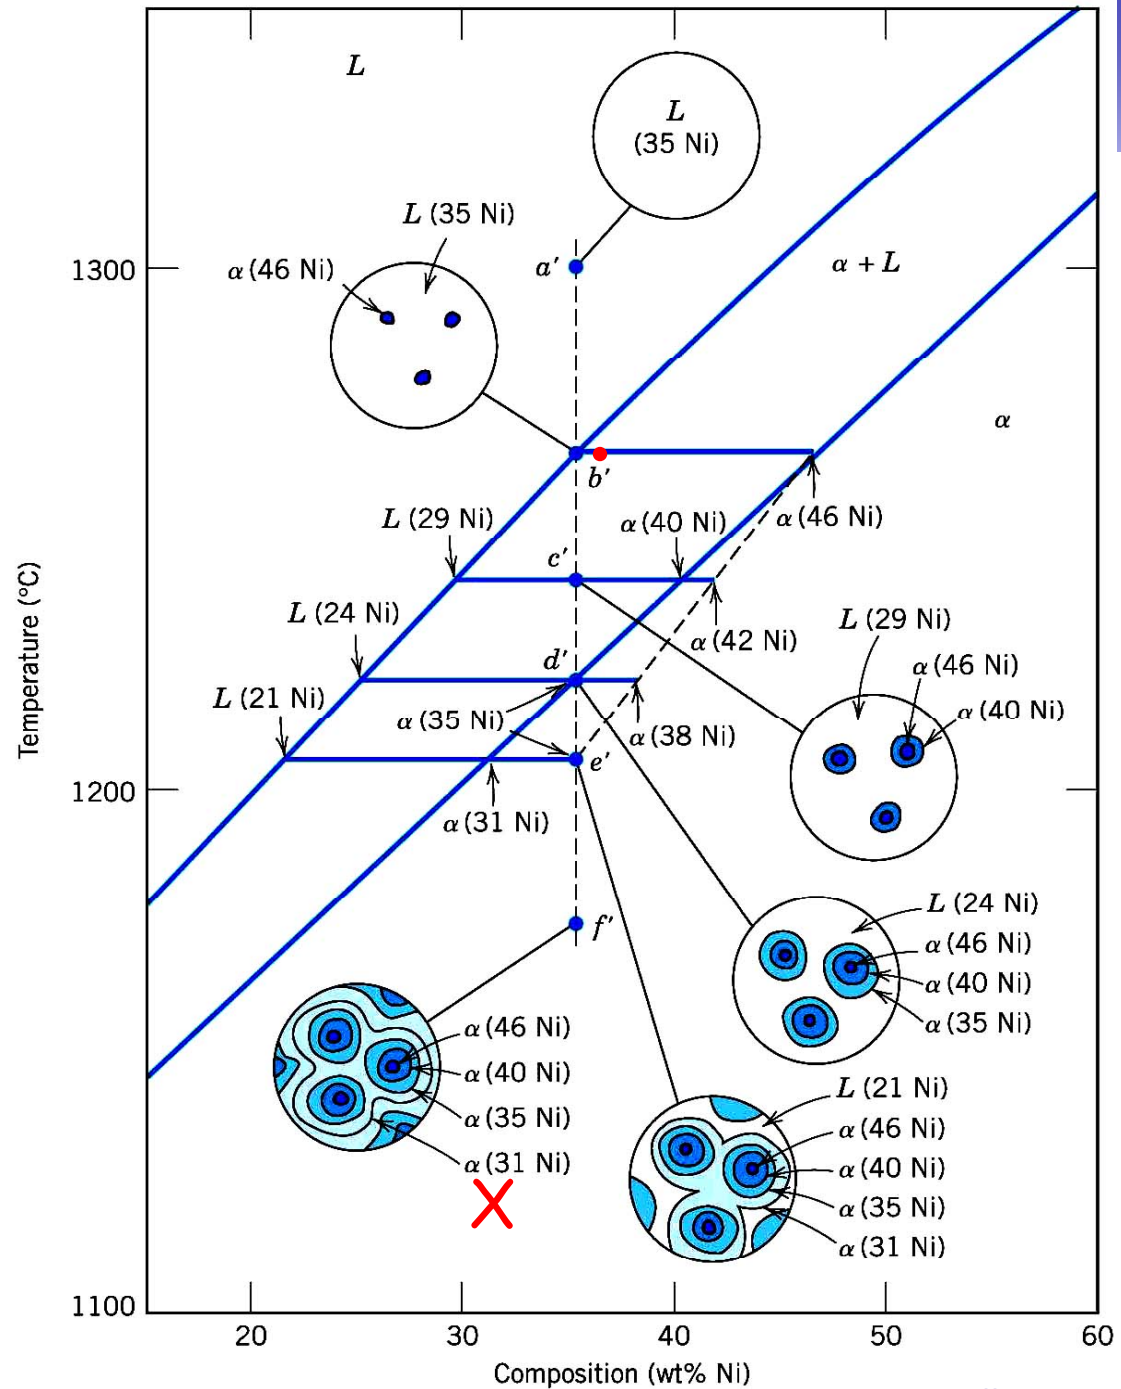 L
L
(35 Ni)
L (35 Ni)
α (46 Ni)
a′
α + L
1300
α
b′
L (29 Ni)
α (40 Ni)
α (46 Ni)
c′
L (24 Ni)
α (42 Ni)
L (29 Ni)
d′
α (46 Ni)
L (21 Ni)
α (35 Ni)
α (38 Ni)
α (40 Ni)
e′
1200
α (31 Ni)
f′
L (24 Ni)
α (46 Ni)
α (40 Ni)
α (35 Ni)
α (46 Ni)
α (40 Ni)
α (35 Ni)
α (31 Ni)
L (21 Ni)
α (46 Ni)
α (40 Ni)
α (35 Ni)
α (31 Ni)
1100
20 30 40 50 60
Composition (wt% Ni)
Temperature (°C)